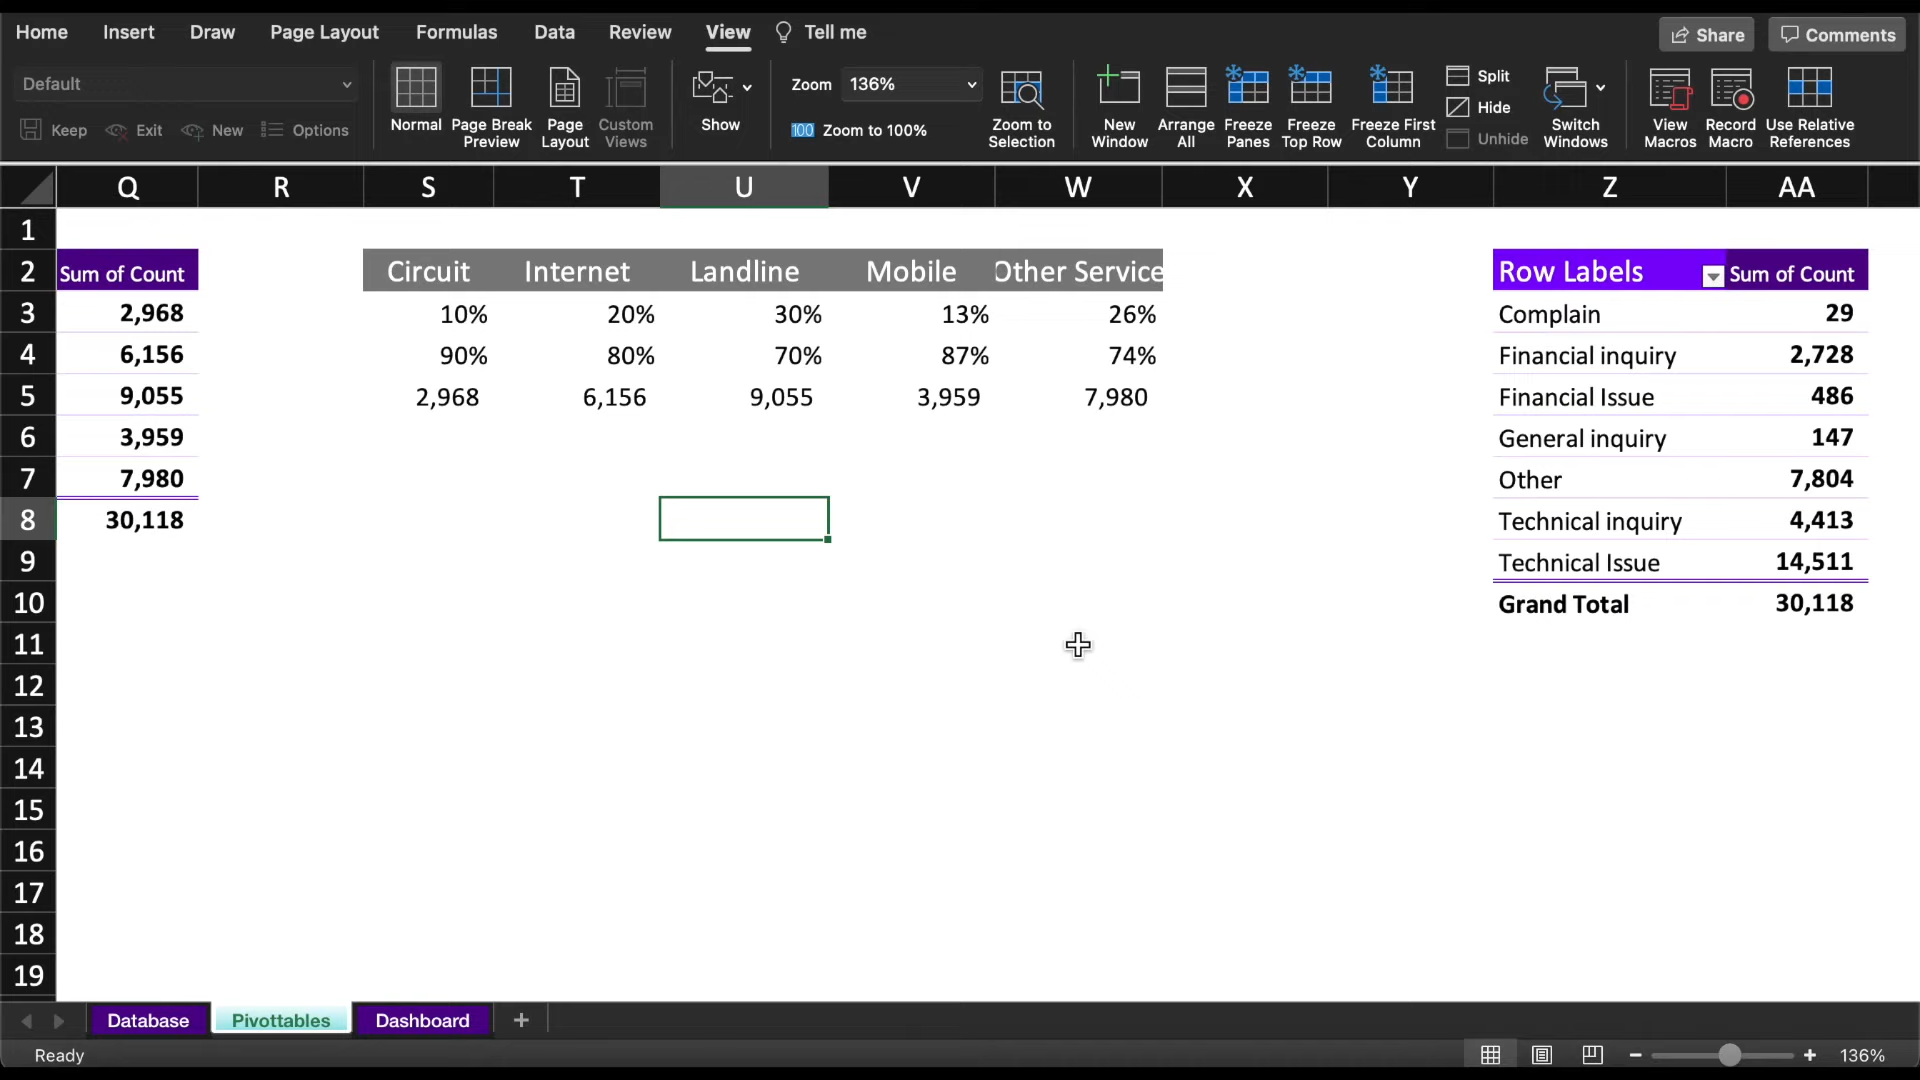 Home Insert Draw Page Layout Formulas Data Review View Tell me Share Comments
Default
Keep Exit New Options
Normal
Page Break Preview
Page Layout
Custom Views
Show
Zoom 136%
100 Zoom to 100%
Zoom to Selection
New Window
Arrange All
Freeze Panes
Freeze Top Row
Freeze First Column
Split
Hide
Unhide
Switch Windows
View Macros
Record Macro
Use Relative References
Q R S T U V W X Y Z AA
1
2 Sum of Count Circuit Internet Landline Mobile Other Service Row Labels Sum of Count
3 2,968 10% 20% 30% 13% 26% Complain 29
4 6,156 90% 80% 70% 87% 74% Financial inquiry 2,728
5 9,055 2,968 6,156 9,055 3,959 7,980 Financial Issue 486
6 3,959 General inquiry 147
7 7,980 Other 7,804
8 30,118 Technical inquiry 4,413
9 Technical Issue 14,511
10 Grand Total 30,118
11
12
13
14
15
16
17
18
19
Database Pivottables Dashboard +
Ready 136%